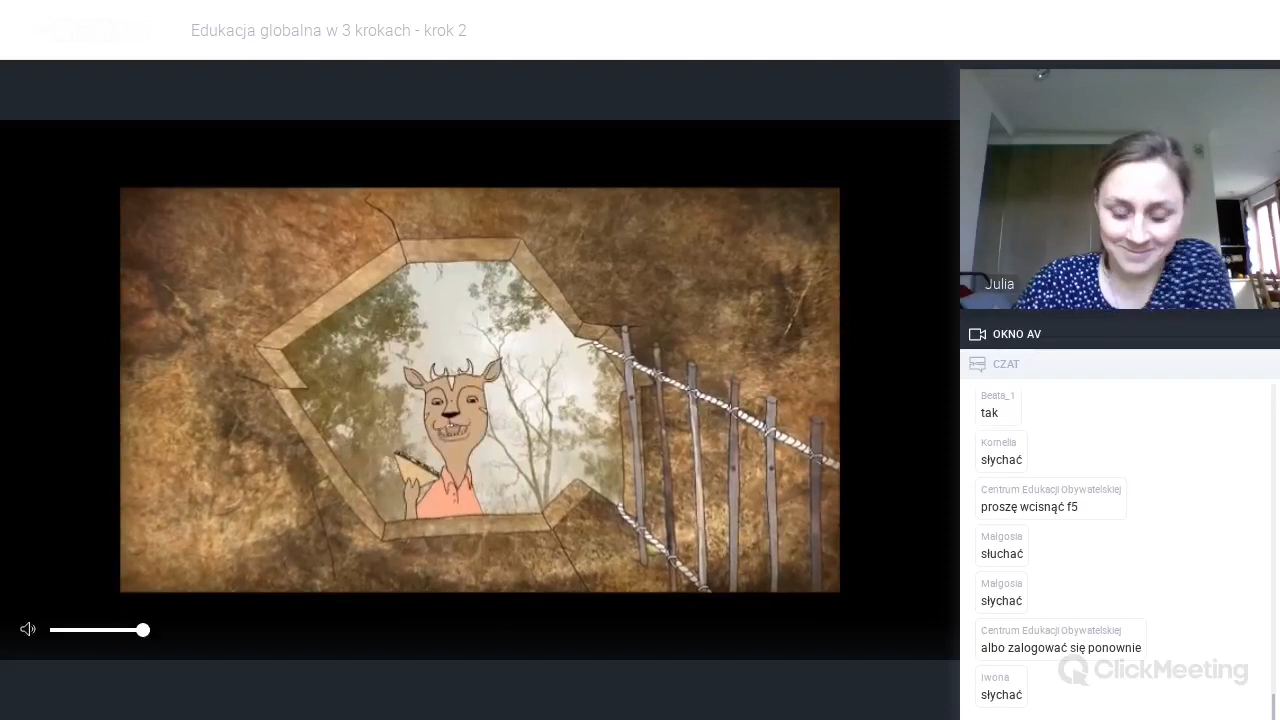 Edukacja globalna w 3 krokach - krok 2
Julia
OKNO AV
CZAT
Beata_1
tak
Kornelia
słychać
Centrum Edukacji Obywatelskiej
proszę wcisnąć f5
Małgosia
słuchać
Małgosia
słychać
Centrum Edukacji Obywatelskiej
albo zalogować się ponownie
ClickMeeting
Iwona
słychać